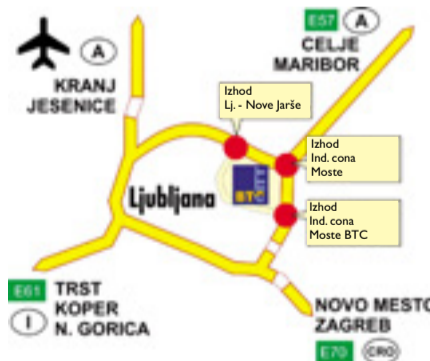 E57 A
CELJE
MARIBOR
A
KRANJ
JESENICE
Izhod
Lj. - Nove Jarše
Izhod
Ind. cona
Moste
Ljubljana
BTC
CITY
Izhod
Ind. cona
Moste BTC
E61 TRST
I KOPER
N. GORICA
NOVO MESTO
ZAGREB
E70 CRO